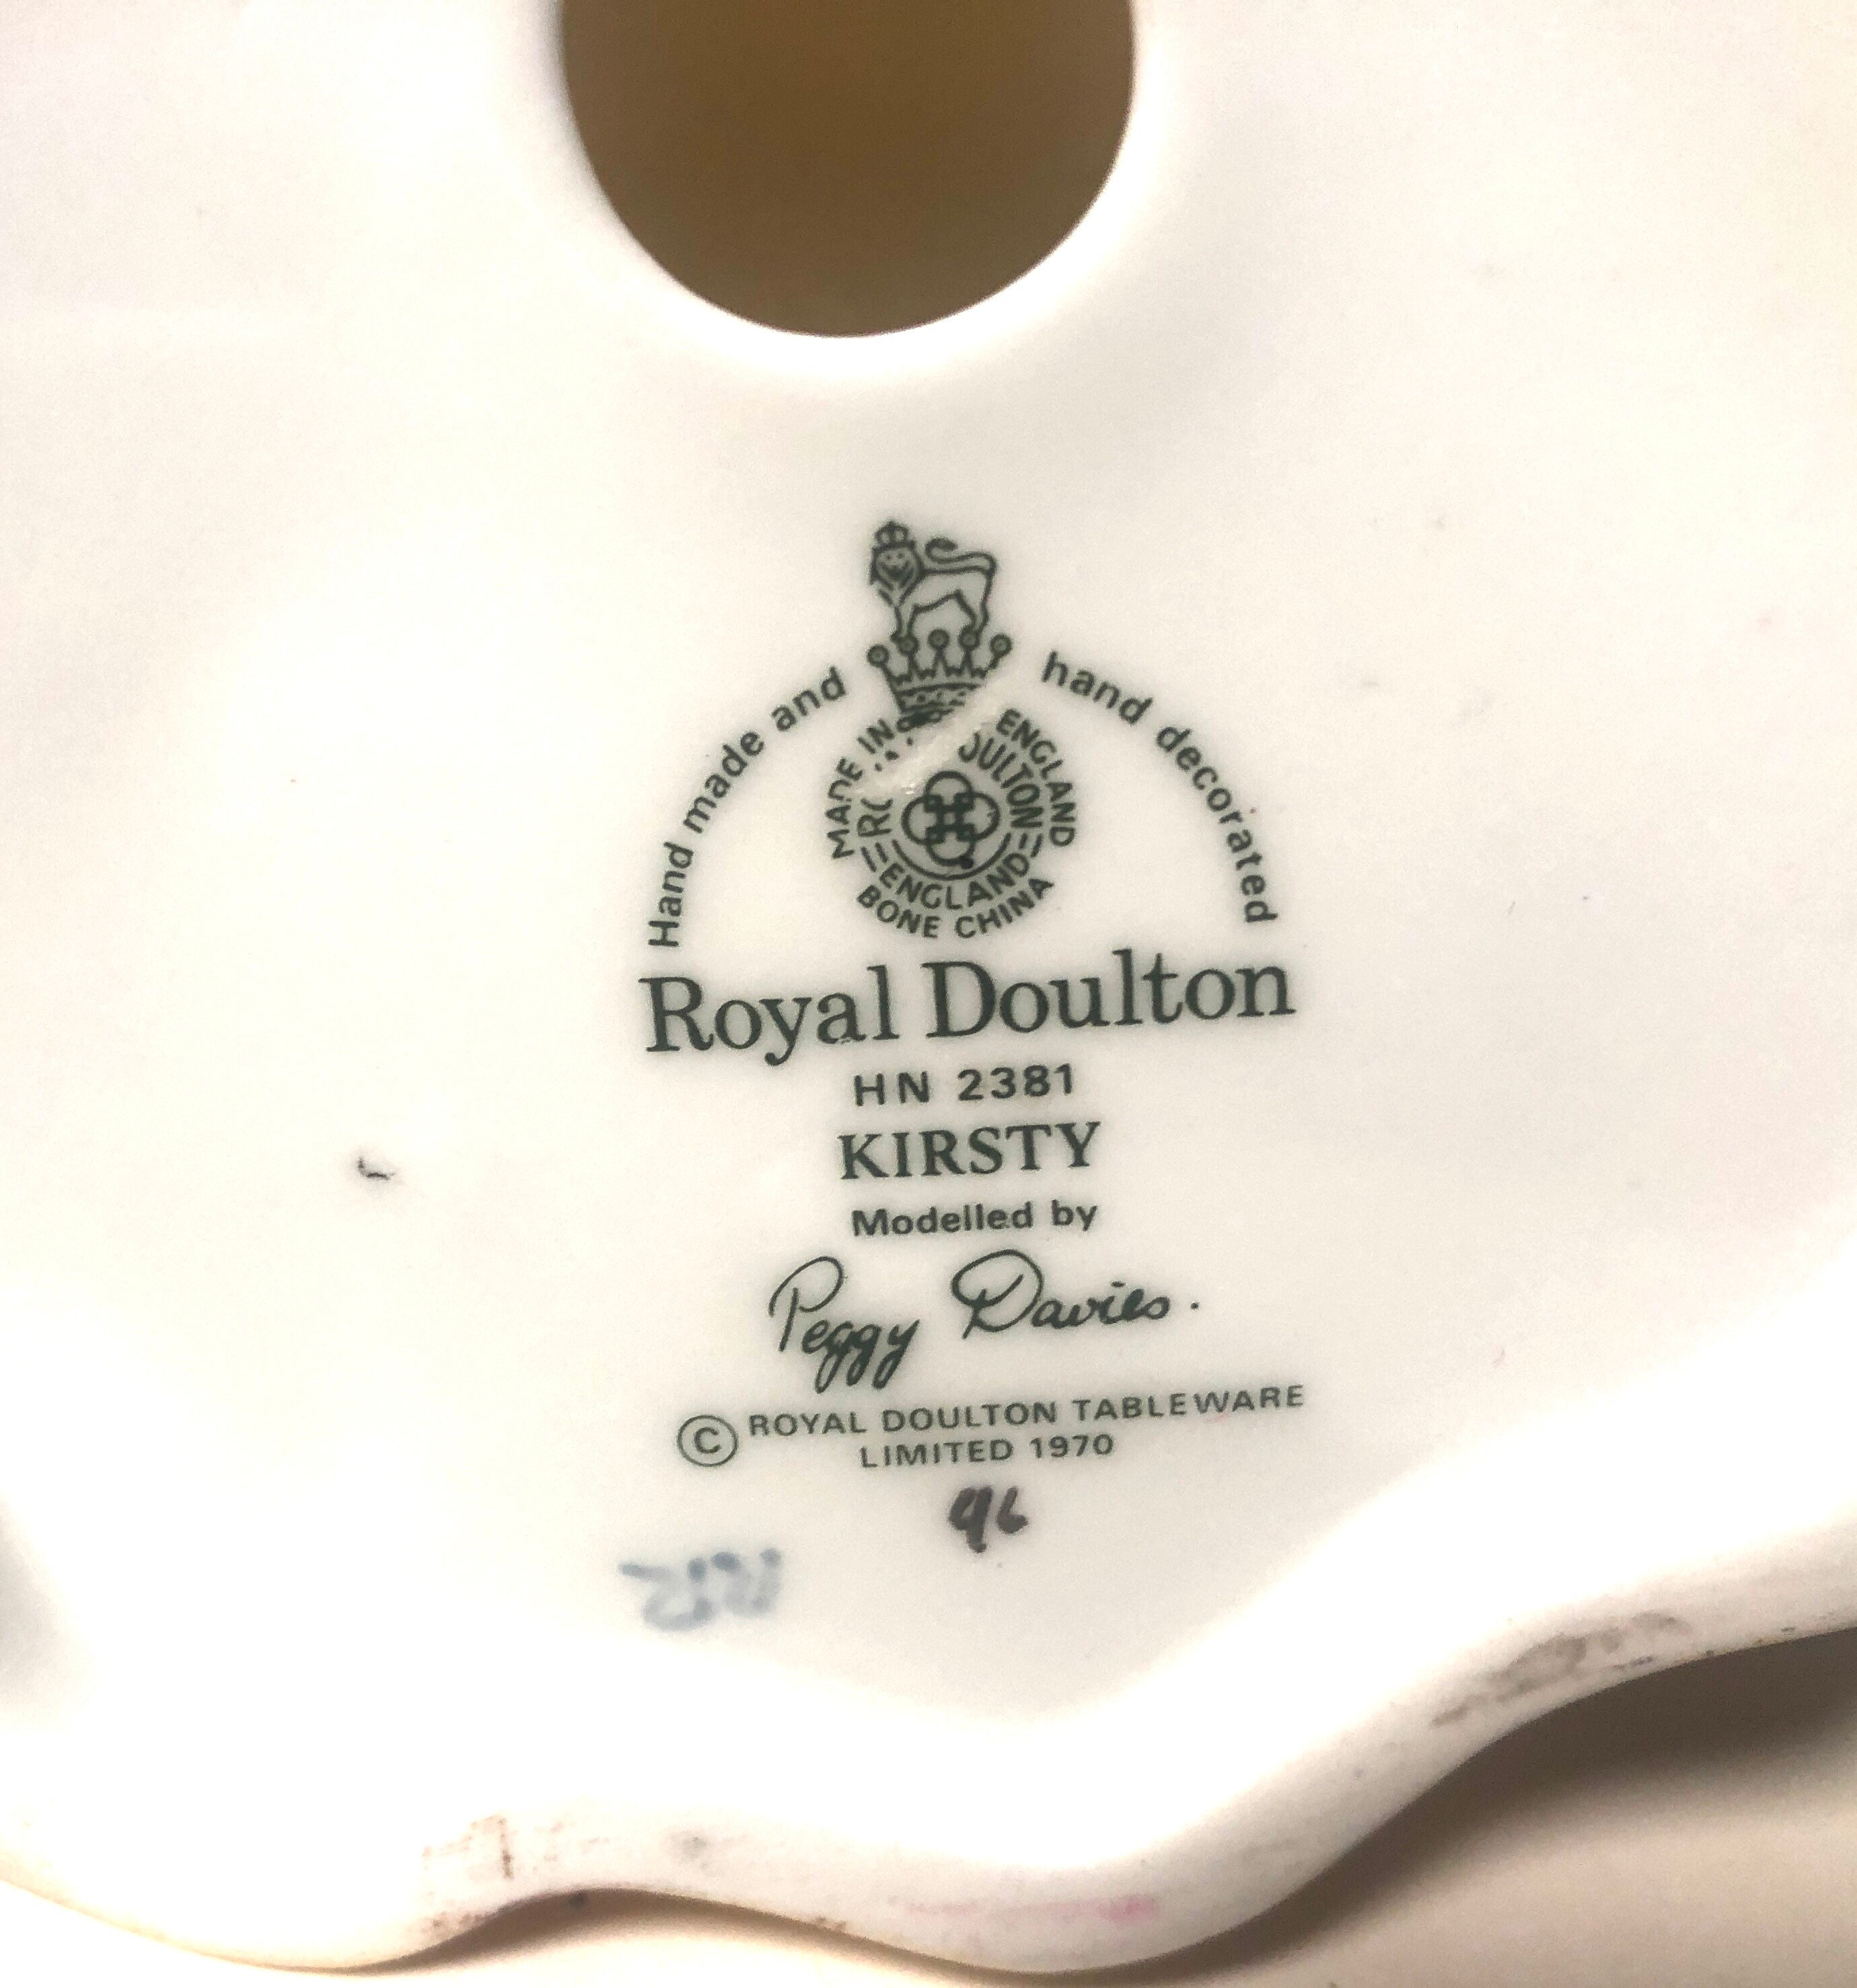 Hand made and hand decorated
MADE IN ENGLAND
DOULTON
ENGLAND
BONE CHINA
Royal Doulton
HN 2381
KIRSTY
Modelled by
Peggy Davies.
© ROYAL DOULTON TABLEWARE
LIMITED 1970